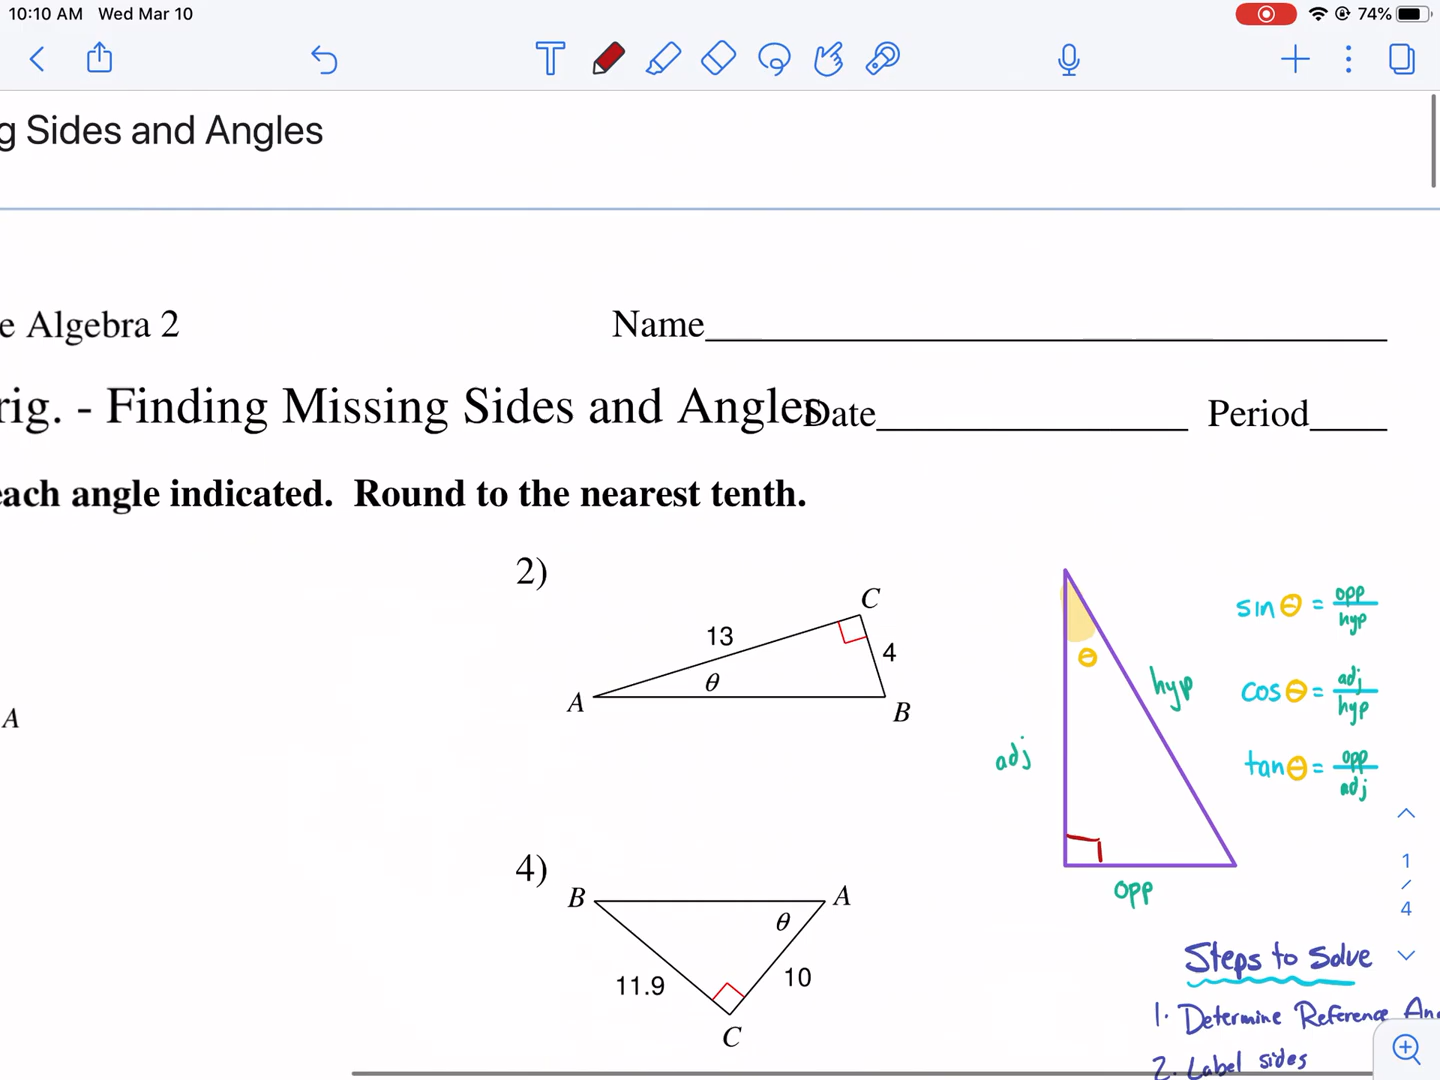 10:10 AM Wed Mar 10
74%
T
g Sides and Angles
e Algebra 2
Name
rig. - Finding Missing Sides and Angles
Date
Period
each angle indicated. Round to the nearest tenth.
2)
C
13
4
θ
A
B
A
θ
hyp
adj
opp
sin θ = opp/hyp
cos θ = adj/hyp
tan θ = opp/adj
1
/
4
4)
B
A
θ
11.9
10
C
Steps to Solve
1. Determine Reference An
2. Label sides